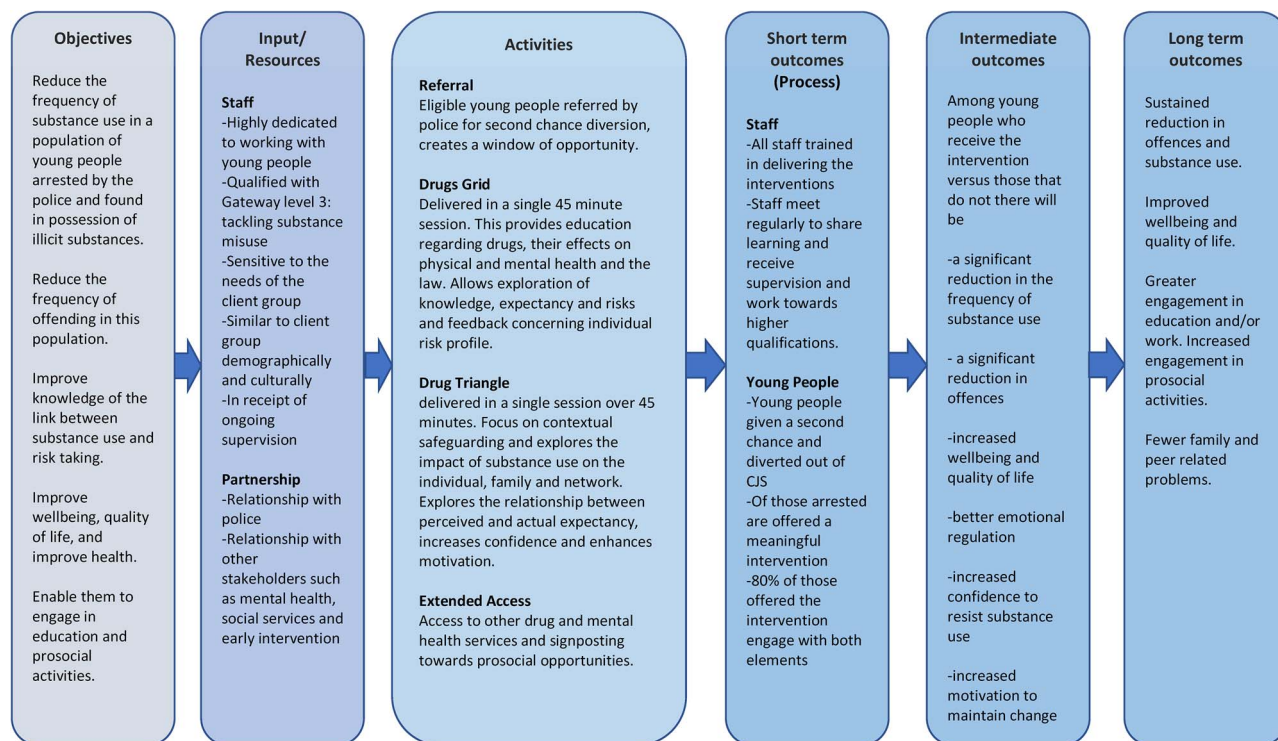 Objectives
Reduce the
frequency of
substance use in a
population of
young people
arrested by the
police and found
in possession of
illicit substances.
Reduce the
frequency of
offending in this
population.
Improve
knowledge of the
link between
substance use and
risk taking.
Improve
wellbeing, quality
of life, and
improve health.
Enable them to
engage in
education and
prosocial
activities.
Input/
Resources
Staff
-Highly dedicated
to working with
young people
-Qualified with
Gateway level 3:
tackling substance
misuse
-Sensitive to the
needs of the
client group
-Similar to client
group
demographically
and culturally
-In receipt of
ongoing
supervision
Partnership
-Relationship with
police
-Relationship with
other
stakeholders such
as mental health,
social services and
early intervention
Activities
Referral
Eligible young people referred by
police for second chance diversion,
creates a window of opportunity.
Drugs Grid
Delivered in a single 45 minute
session. This provides education
regarding drugs, their effects on
physical and mental health and the
law. Allows exploration of
knowledge, expectancy and risks
and feedback concerning individual
risk profile.
Drug Triangle
delivered in a single session over 45
minutes. Focus on contextual
safeguarding and explores the
impact of substance use on the
individual, family and network.
Explores the relationship between
perceived and actual expectancy,
increases confidence and enhances
motivation.
Extended Access
Access to other drug and mental
health services and signposting
towards prosocial opportunities.
Short term
outcomes
(Process)
Staff
-All staff trained
in delivering the
interventions
-Staff meet
regularly to share
learning and
receive
supervision and
work towards
higher
qualifications.
Young People
-Young people
given a second
chance and
diverted out of
CJS
-Of those arrested
are offered a
meaningful
intervention
-80% of those
offered the
intervention
engage with both
elements
Intermediate
outcomes
Among young
people who
receive the
intervention
versus those that
do not there will
be
-a significant
reduction in the
frequency of
substance use
- a significant
reduction in
offences
-increased
wellbeing and
quality of life
-better emotional
regulation
-increased
confidence to
resist substance
use
-increased
motivation to
maintain change
Long term
outcomes
Sustained
reduction in
offences and
substance use.
Improved
wellbeing and
quality of life.
Greater
engagement in
education and/or
work. Increased
engagement in
prosocial
activities.
Fewer family and
peer related
problems.